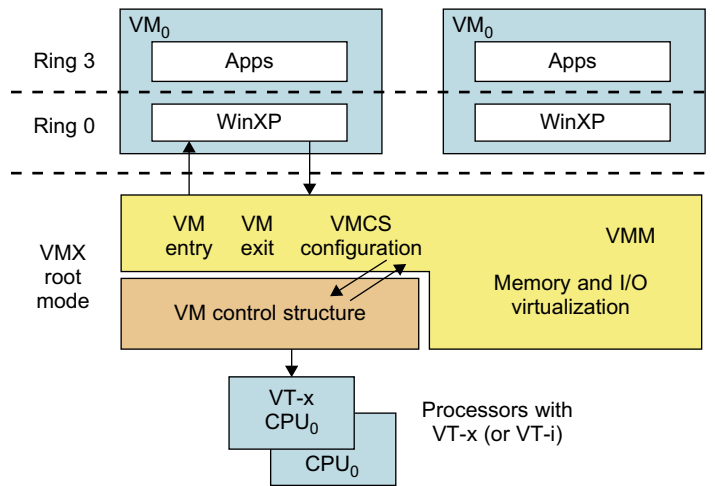 VM₀
VM₀
Ring 3
Apps
Apps
Ring 0
WinXP
WinXP
VMX
root
mode
VM
entry
VM
exit
VMCS
configuration
VMM
Memory and I/O
virtualization
VM control structure
VT-x
CPU₀
CPU₀
Processors with
VT-x (or VT-i)